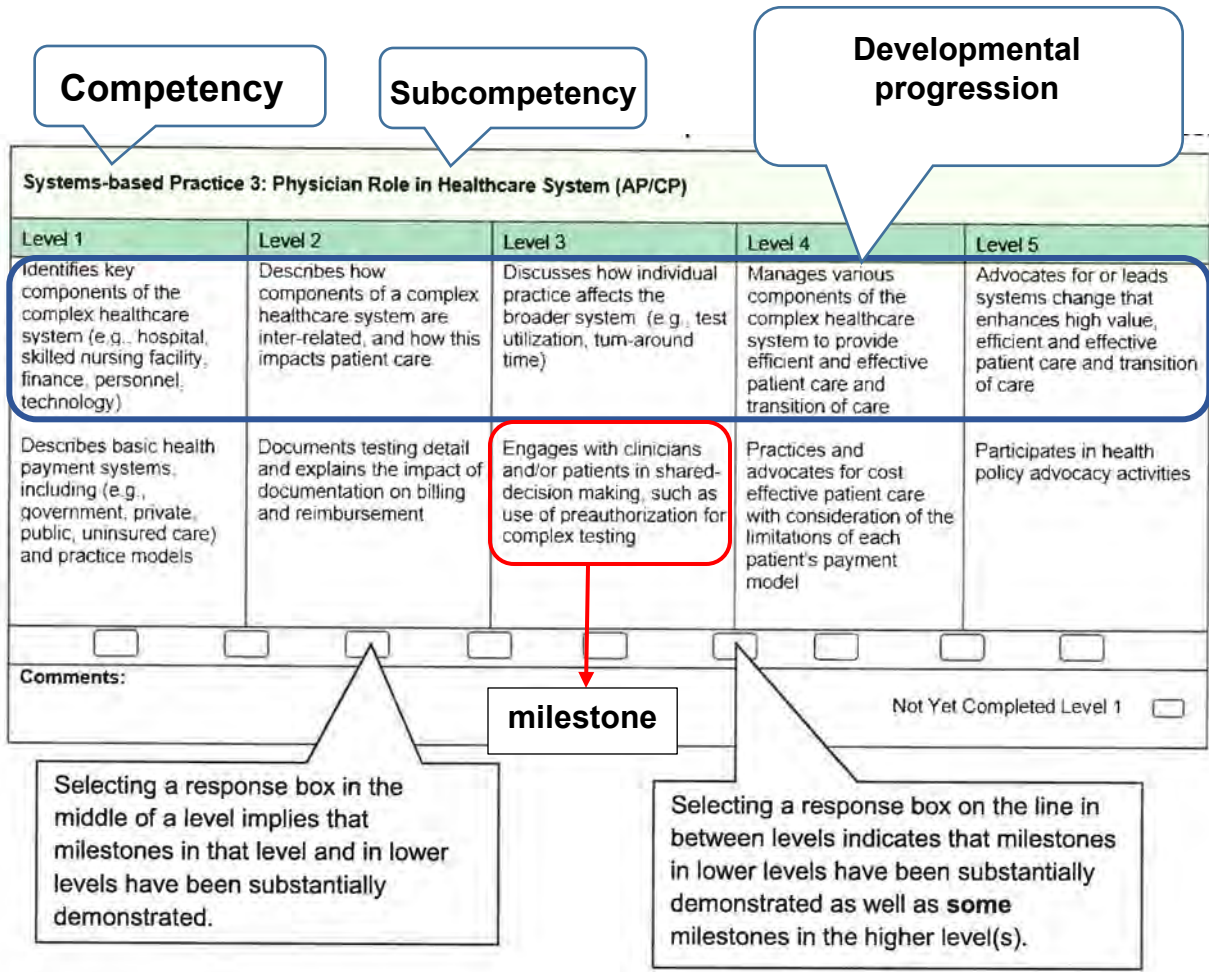 Competency
Subcompetency
Developmental
progression
Systems-based Practice 3: Physician Role in Healthcare System (AP/CP)
Level 1
Level 2
Level 3
Level 4
Level 5
Identifies key
components of the
complex healthcare
system (e.g., hospital,
skilled nursing facility,
finance, personnel,
technology)
Describes how
components of a complex
healthcare system are
inter-related, and how this
impacts patient care
Discusses how individual
practice affects the
broader system (e.g., test
utilization, turn-around
time)
Manages various
components of the
complex healthcare
system to provide
efficient and effective
patient care and
transition of care
Advocates for or leads
systems change that
enhances high value,
efficient and effective
patient care and transition
of care
Describes basic health
payment systems,
including (e.g.,
government, private,
public, uninsured care)
and practice models
Documents testing detail
and explains the impact of
documentation on billing
and reimbursement
Engages with clinicians
and/or patients in shared-
decision making, such as
use of preauthorization for
complex testing
Practices and
advocates for cost
effective patient care
with consideration of the
limitations of each
patient's payment
model
Participates in health
policy advocacy activities
Comments:
Not Yet Completed Level 1
milestone
Selecting a response box in the
middle of a level implies that
milestones in that level and in lower
levels have been substantially
demonstrated.
Selecting a response box on the line in
between levels indicates that milestones
in lower levels have been substantially
demonstrated as well as some
milestones in the higher level(s).